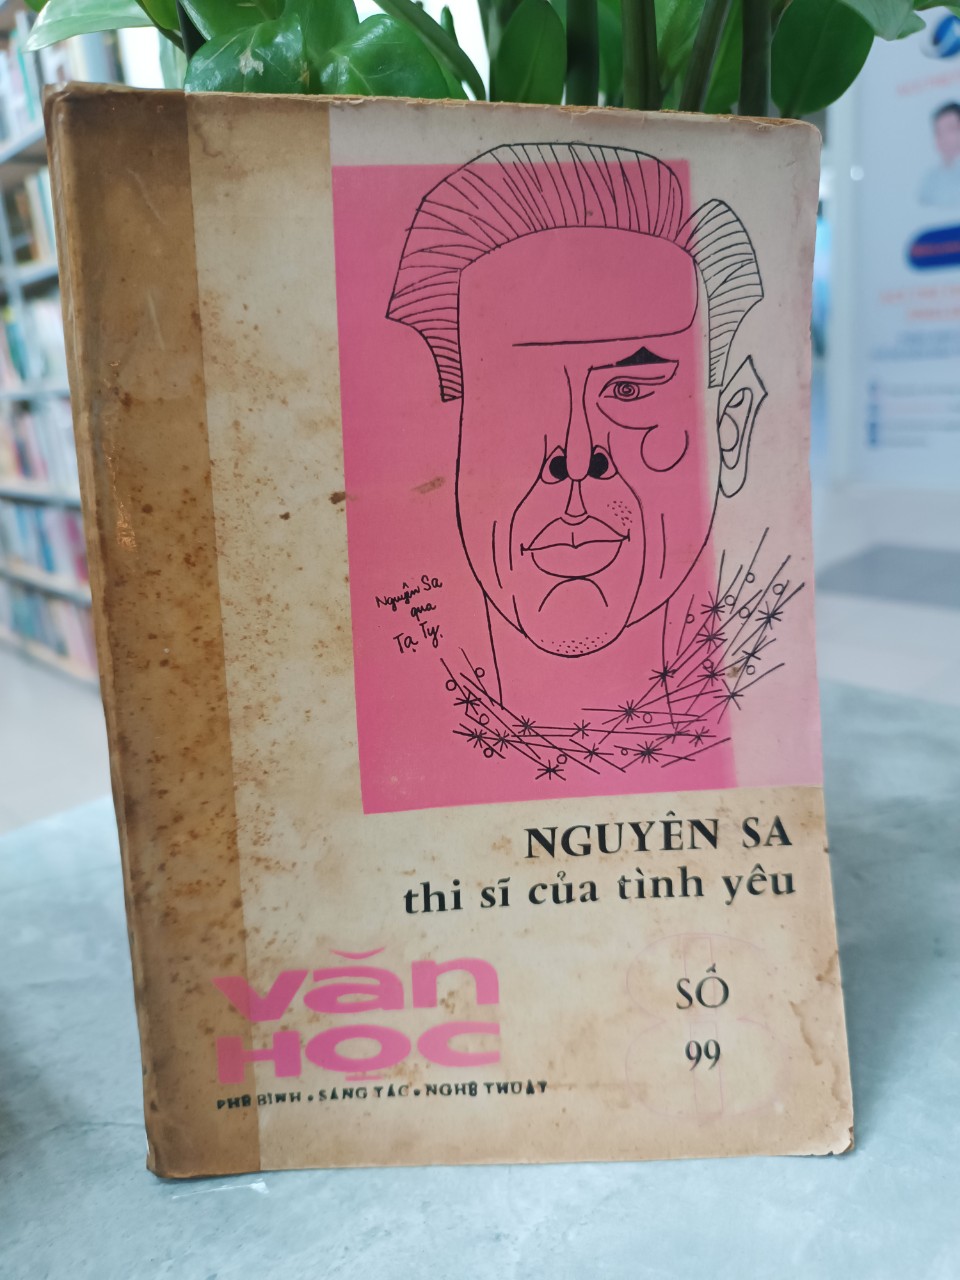 Nguyên Sa
qua
Tạ Tỵ.
NGUYÊN SA
thi sĩ của tình yêu
văn
HỌC
PHÊ BÌNH • SÁNG TÁC • NGHỆ THUẬT
SỐ
99